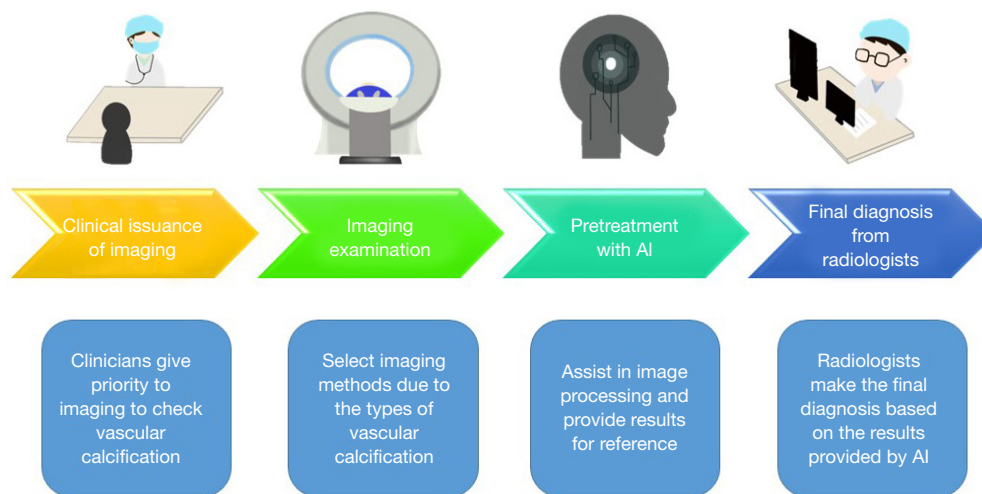 Clinical issuance
of imaging
Imaging
examination
Pretreatment
with AI
Final diagnosis
from
radiologists
Clinicians give
priority to
imaging to check
vascular
calcification
Select imaging
methods due to
the types of
vascular
calcification
Assist in image
processing and
provide results
for reference
Radiologists
make the final
diagnosis based
on the results
provided by AI